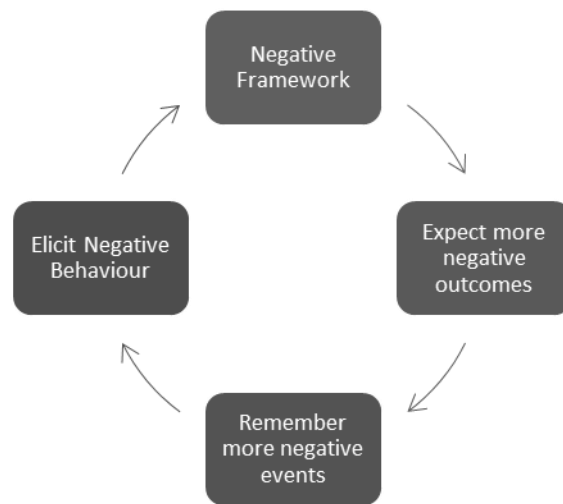 Negative
Framework
Expect more
negative
outcomes
Remember
more negative
events
Elicit Negative
Behaviour